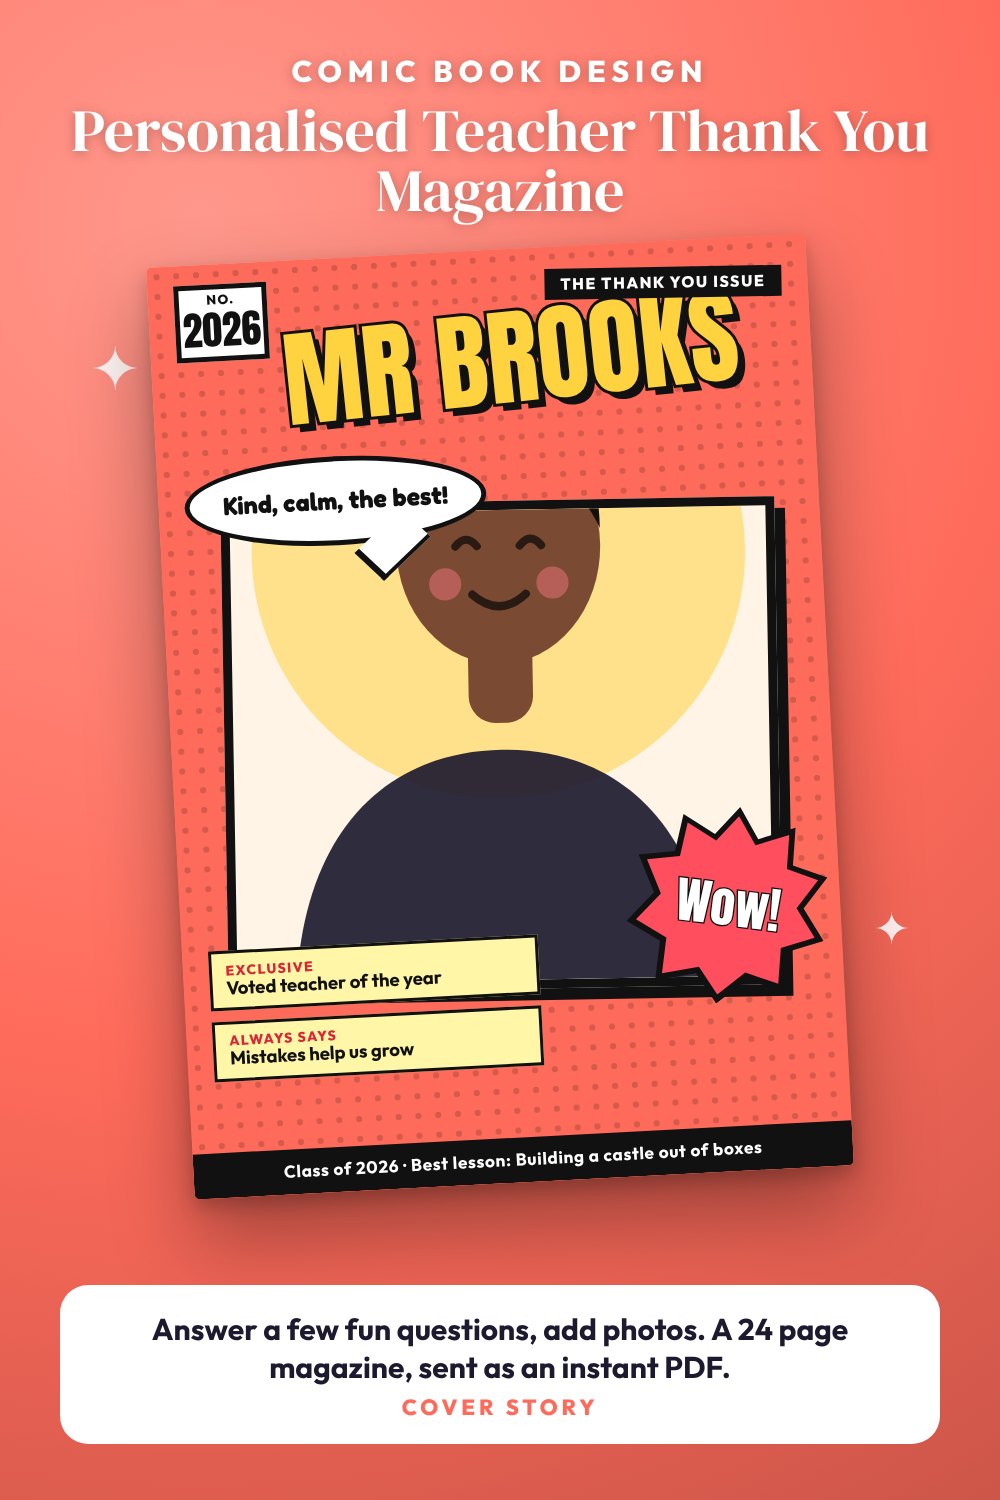 COMIC BOOK DESIGN
Personalised Teacher Thank You
Magazine
THE THANK YOU ISSUE
NO.
2026
MR BROOKS
Kind, calm, the best!
Wow!
EXCLUSIVE
Voted teacher of the year
ALWAYS SAYS
Mistakes help us grow
Class of 2026 · Best lesson: Building a castle out of boxes
Answer a few fun questions, add photos. A 24 page
magazine, sent as an instant PDF.
COVER STORY